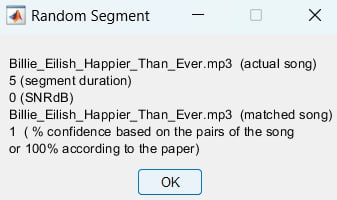 Random Segment
Billie_Eilish_Happier_Than_Ever.mp3  (actual song)
5 (segment duration)
0 (SNRdB)
Billie_Eilish_Happier_Than_Ever.mp3  (matched song)
1  ( % confidence based on the pairs of the song
or 100% according to the paper)
OK